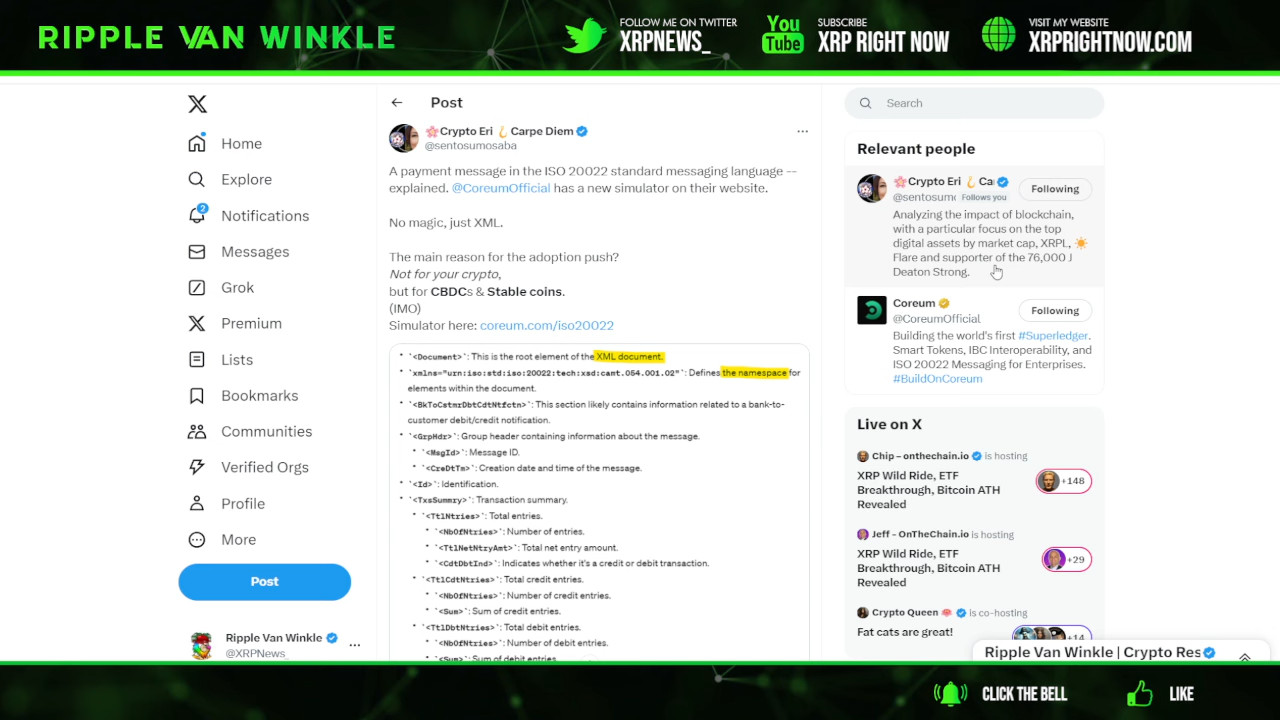 RIPPLE VAN WINKLE
FOLLOW ME ON TWITTER
XRPNEWS_
You
Tube
SUBSCRIBE
XRP RIGHT NOW
VISIT MY WEBSITE
XRPRIGHTNOW.COM
Home
Explore
2
Notifications
Messages
Grok
Premium
Lists
Bookmarks
Communities
Verified Orgs
Profile
More
Post
Ripple Van Winkle
@XRPNews_
Post
Crypto Eri Carpe Diem
@sentosumosaba
A payment message in the ISO 20022 standard messaging language --
explained. @CoreumOfficial has a new simulator on their website.
No magic, just XML.
The main reason for the adoption push?
Not for your crypto,
but for CBDCs & Stable coins.
(IMO)
Simulator here: coreum.com/iso20022
• `<Document>`: This is the root element of the XML document.
• `xmlns="urn:iso:std:iso:20022:tech:xsd:camt.054.001.02"`: Defines the namespace for
elements within the document.
• `<BkToCstmrDbtCdtNtfctn>`: This section likely contains information related to a bank-to-
customer debit/credit notification.
• `<GrpHdr>`: Group header containing information about the message.
• `<MsgId>`: Message ID.
• `<CreDtTm>`: Creation date and time of the message.
• `<Id>`: Identification.
• `<TxsSummry>`: Transaction summary.
• `<TtlNtries>`: Total entries.
• `<NbOfNtries>`: Number of entries.
• `<TtlNetNtryAmt>`: Total net entry amount.
• `<CdtDbtInd>`: Indicates whether it's a credit or debit transaction.
• `<TtlCdtNtries>`: Total credit entries.
• `<NbOfNtries>`: Number of credit entries.
• `<Sum>`: Sum of credit entries.
• `<TtlDbtNtries>`: Total debit entries.
• `<NbOfNtries>`: Number of debit entries.
• `<Sum>`: Sum of debit entries.
Search
Relevant people
Crypto Eri Ca
@sentosumo Follows you
Following
Analyzing the impact of blockchain,
with a particular focus on the top
digital assets by market cap, XRPL,
Flare and supporter of the 76,000 J
Deaton Strong.
Coreum
@CoreumOfficial
Following
Building the world's first #Superledger.
Smart Tokens, IBC Interoperability, and
ISO 20022 Messaging for Enterprises.
#BuildOnCoreum
Live on X
Chip – onthechain.io is hosting
XRP Wild Ride, ETF
Breakthrough, Bitcoin ATH
Revealed
+148
Jeff - OnTheChain.io is hosting
XRP Wild Ride, ETF
Breakthrough, Bitcoin ATH
Revealed
+29
Crypto Queen is co-hosting
Fat cats are great!
+14
Ripple Van Winkle | Crypto Res
CLICK THE BELL
LIKE